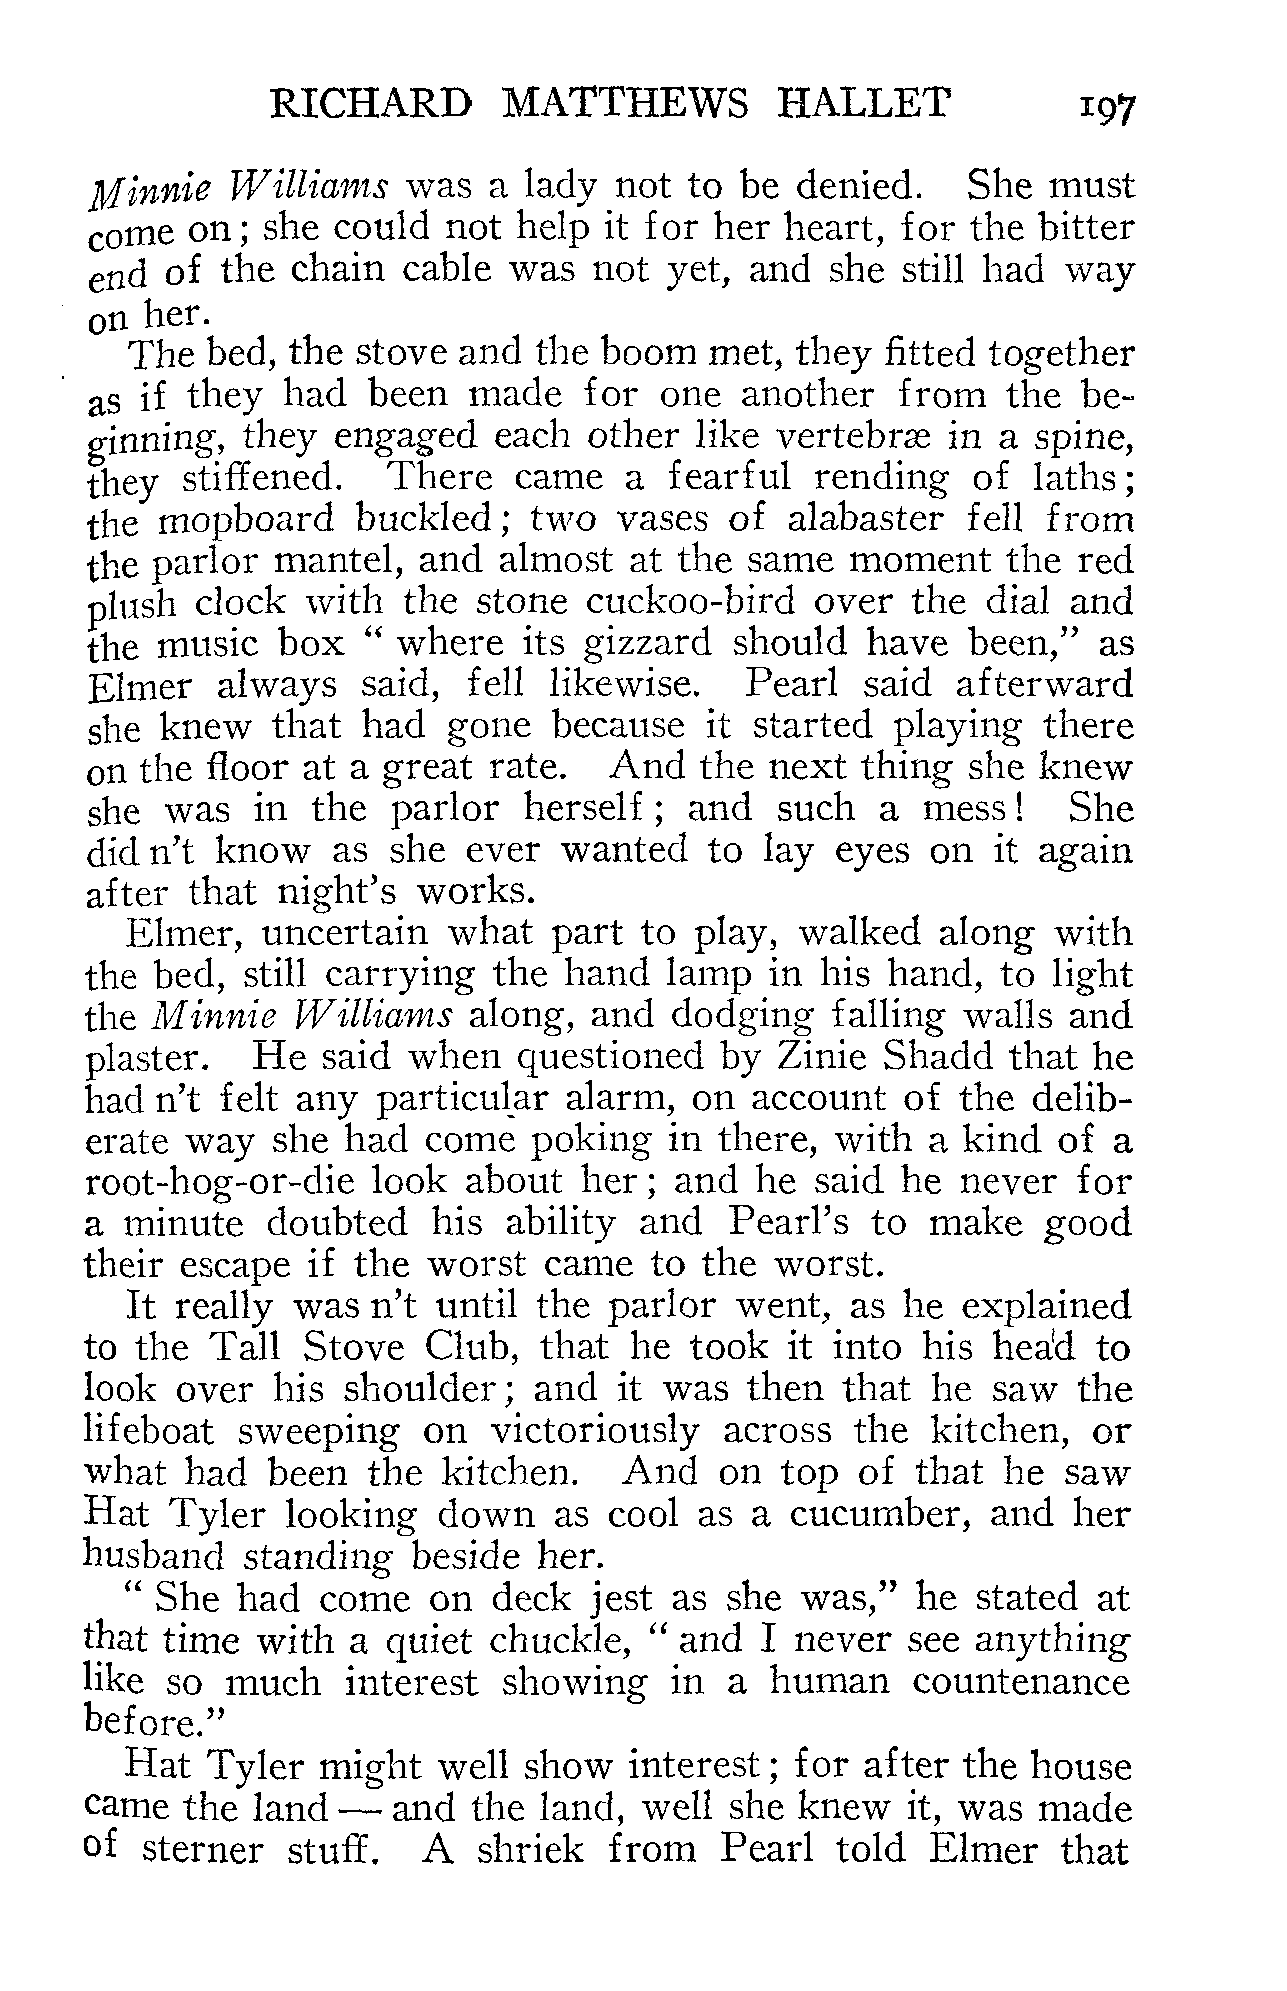 RICHARD MATTHEWS HALLET 197
Minnie Williams was a lady not to be denied. She must
come on; she could not help it for her heart, for the bitter
end of the chain cable was not yet, and she still had way
on her.
The bed, the stove and the boom met, they fitted together
as if they had been made for one another from the be-
ginning, they engaged each other like vertebræ in a spine,
they stiffened. There came a fearful rending of laths;
the mopboard buckled; two vases of alabaster fell from
the parlor mantel, and almost at the same moment the red
plush clock with the stone cuckoo-bird over the dial and
the music box “ where its gizzard should have been,” as
Elmer always said, fell likewise. Pearl said afterward
she knew that had gone because it started playing there
on the floor at a great rate. And the next thing she knew
she was in the parlor herself; and such a mess! She
did n't know as she ever wanted to lay eyes on it again
after that night's works.
Elmer, uncertain what part to play, walked along with
the bed, still carrying the hand lamp in his hand, to light
the Minnie Williams along, and dodging falling walls and
plaster. He said when questioned by Zinie Shadd that he
had n't felt any particular alarm, on account of the delib-
erate way she had come poking in there, with a kind of a
root-hog-or-die look about her; and he said he never for
a minute doubted his ability and Pearl's to make good
their escape if the worst came to the worst.
It really was n't until the parlor went, as he explained
to the Tall Stove Club, that he took it into his head to
look over his shoulder; and it was then that he saw the
lifeboat sweeping on victoriously across the kitchen, or
what had been the kitchen. And on top of that he saw
Hat Tyler looking down as cool as a cucumber, and her
husband standing beside her.
“ She had come on deck jest as she was,” he stated at
that time with a quiet chuckle, “ and I never see anything
like so much interest showing in a human countenance
before.”
Hat Tyler might well show interest; for after the house
came the land — and the land, well she knew it, was made
of sterner stuff. A shriek from Pearl told Elmer that